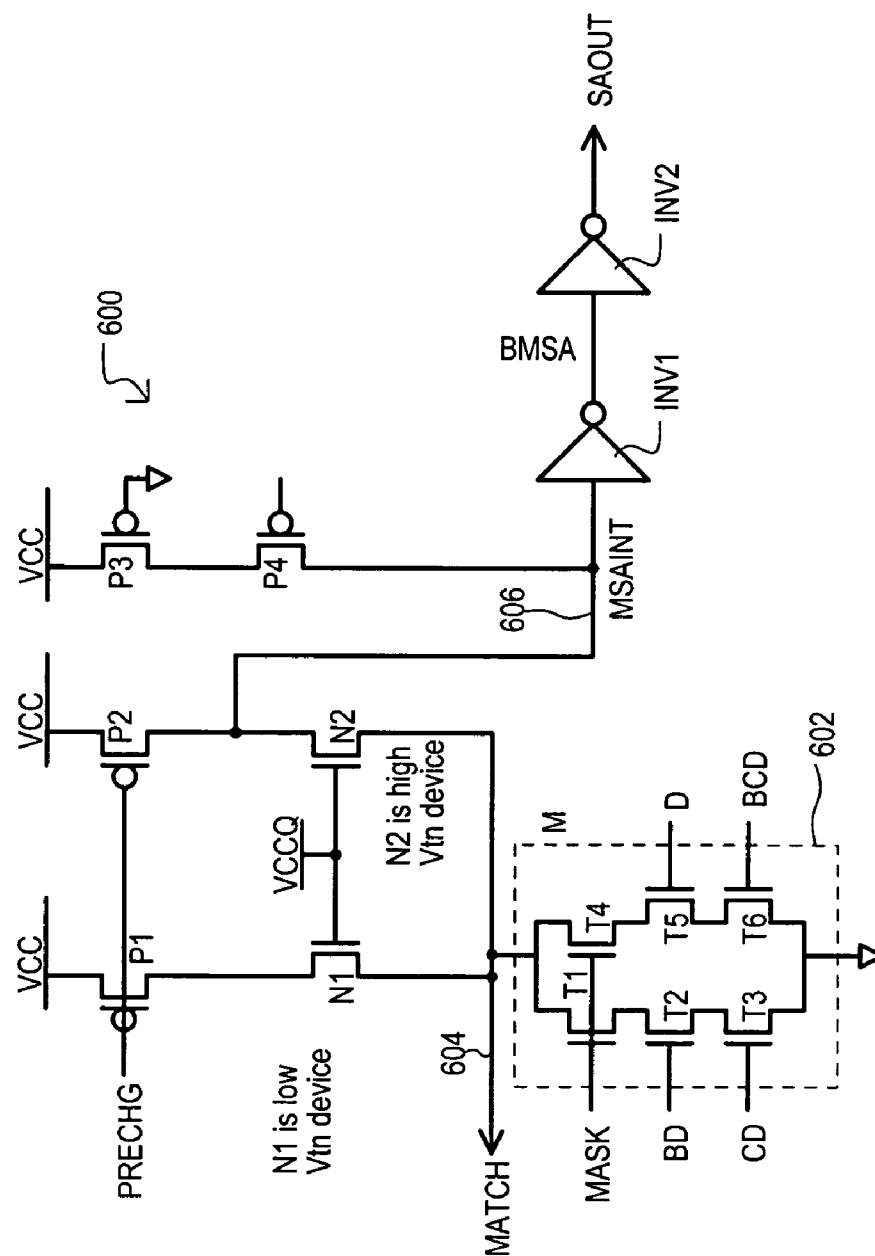 600
VCC
VCC
VCC
PRECHG
P1
P2
P3
P4
VCCQ
N1 is low
Vtn device
N1
N2
N2 is high
Vtn device
606
MSAINT
BMSA
INV1
INV2
SAOUT
604
MATCH
M
602
MASK
T1
T4
BD
T2
T5
D
CD
T3
T6
BCD